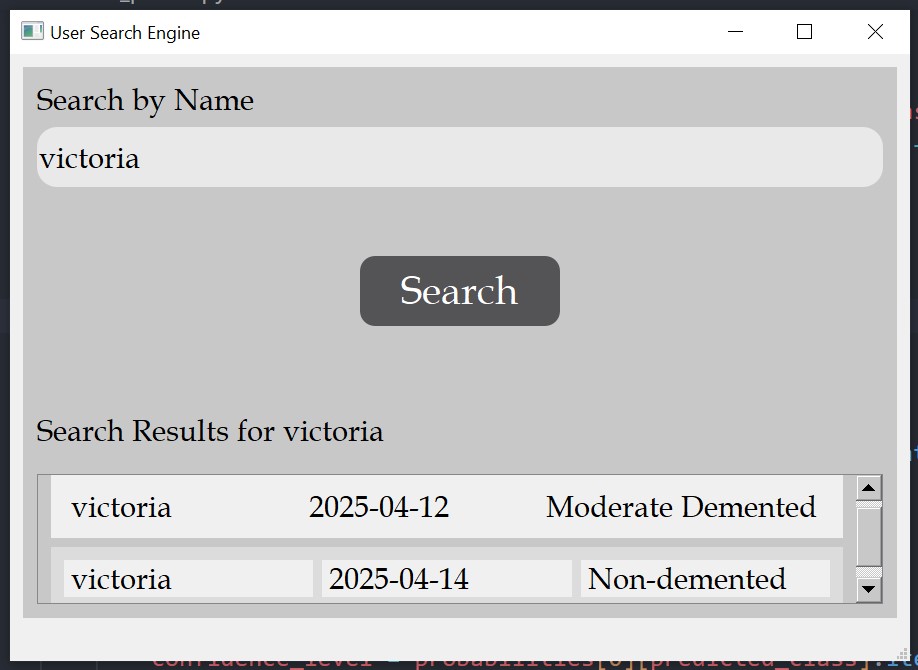 User Search Engine
Search by Name
victoria
Search
Search Results for victoria
victoria 2025-04-12 Moderate Demented
victoria 2025-04-14 Non-demented